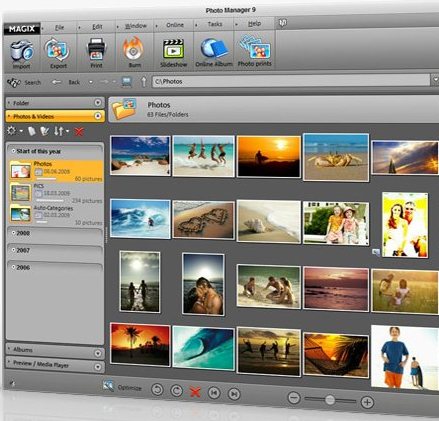 Photo Manager 9
MAGIX File Edit Window Online Tasks Help
Import Export Print Burn Slideshow Online Album Photo prints
Search Back C:\Photos
Folder
Photos & Videos
Start of this year
Photos
06.06.2009
60 pictures
PICS
18.03.2009
234 pictures
Auto-Categories
02.03.2009
10 pictures
2008
2007
2006
Albums
Preview / Media Player
Photos
63 Files/Folders
Optimize